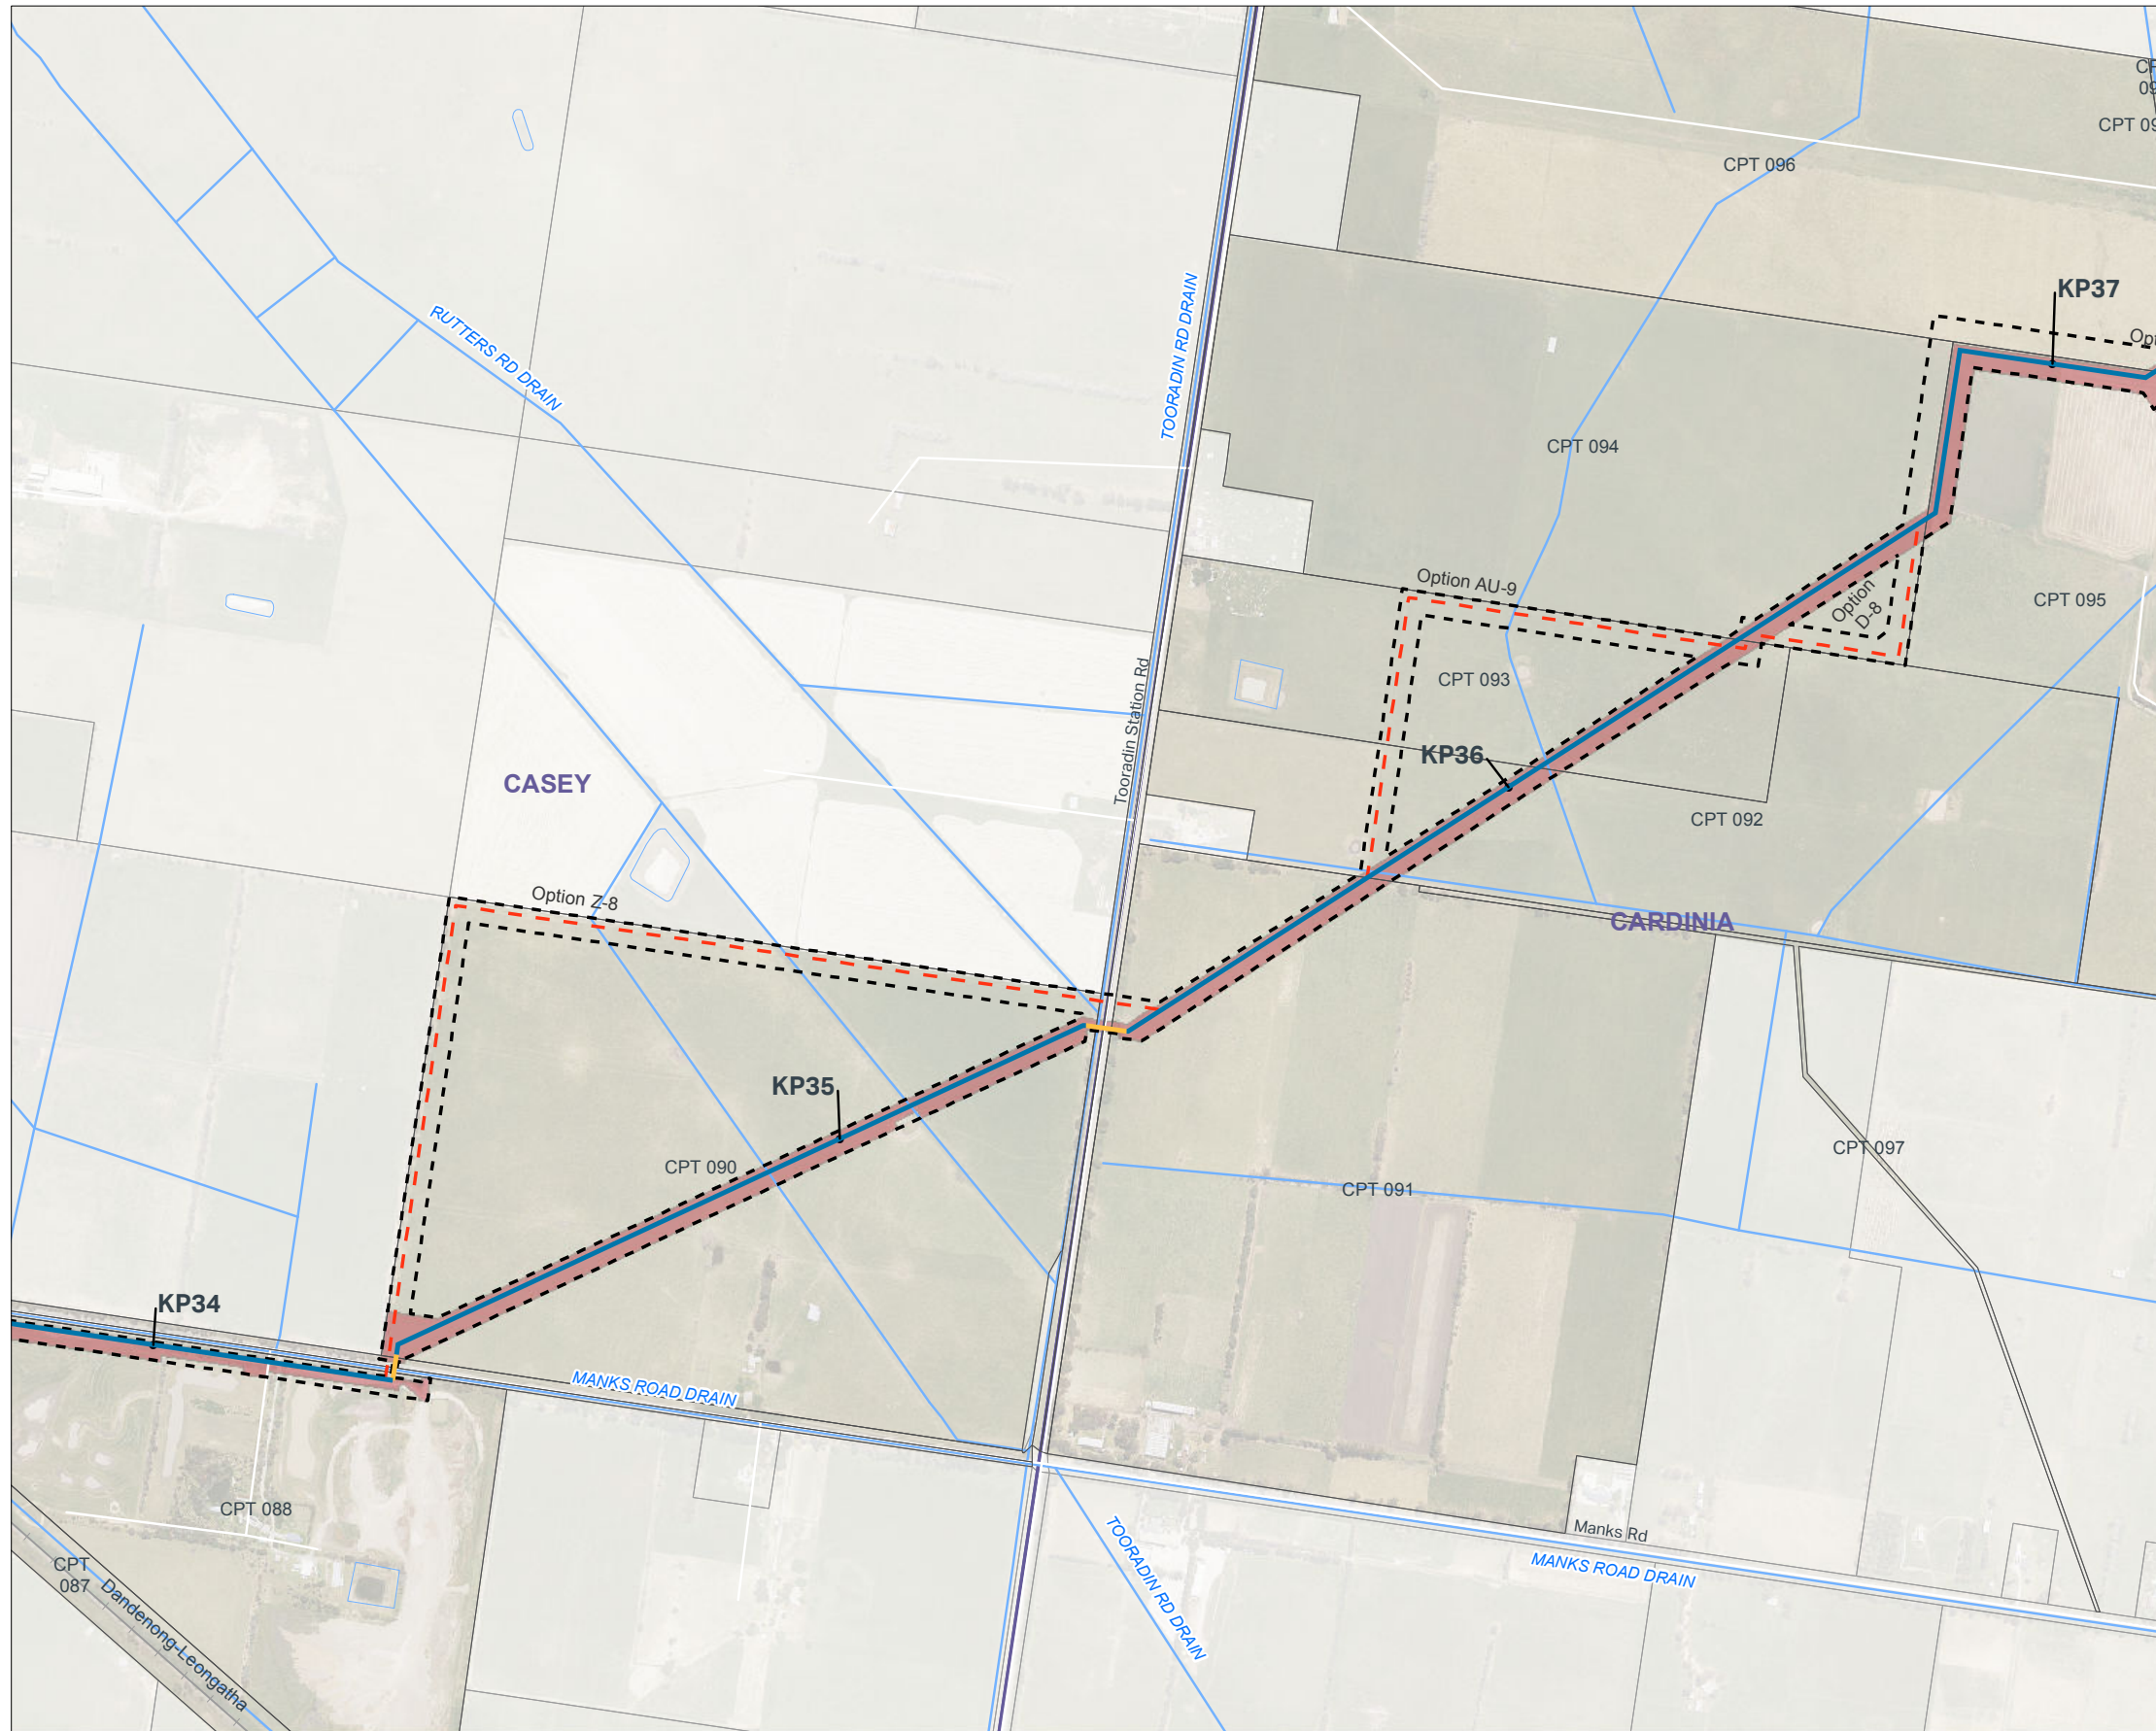 CPT 096
KP37
TOORADIN RD DRAIN
RUTTERS RD DRAIN
CPT 094
Option AU-9
Option
D-8
CPT 095
CPT 093
Tooradin Station Rd
KP36
CASEY
CPT 092
Option Z-8
CARDINIA
KP35
CPT 097
CPT 090
CPT 091
KP34
MANKS ROAD DRAIN
CPT 088
Manks Rd
MANKS ROAD DRAIN
TOORADIN RD DRAIN
CPT
087
Dandenong-Leongatha